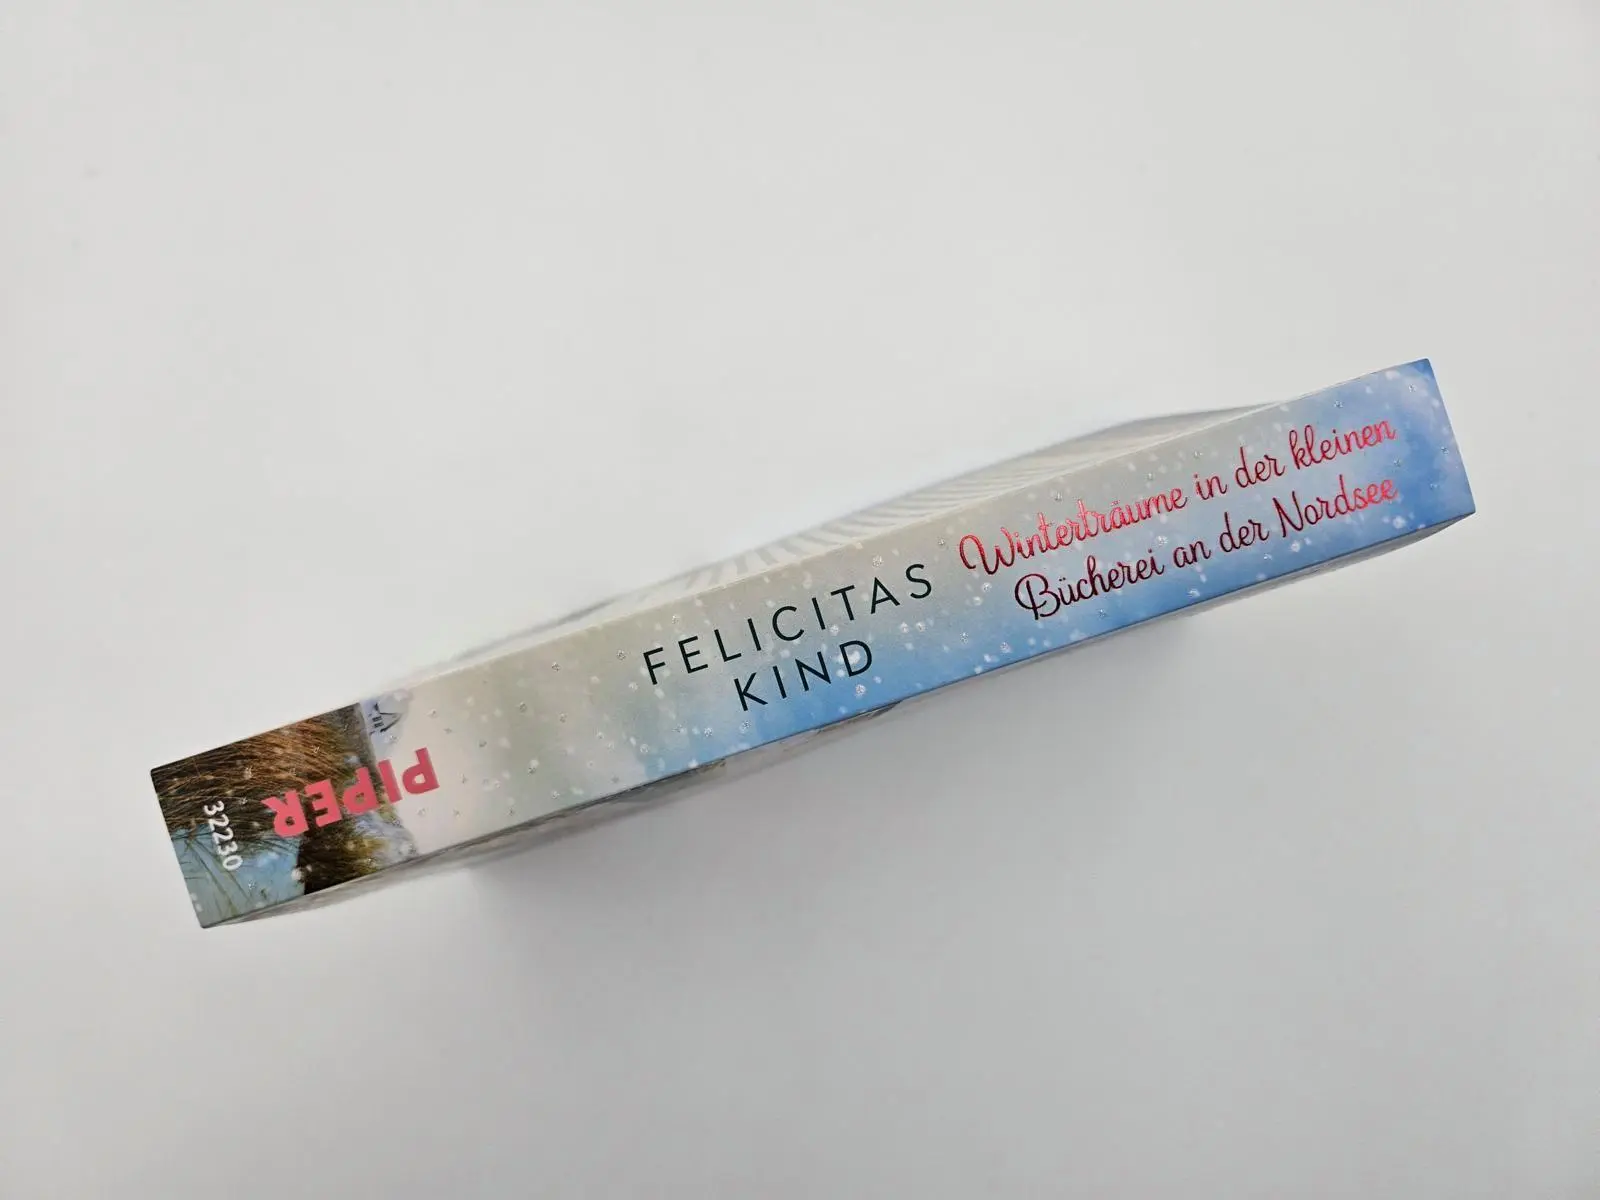 FELICITAS
KIND
Winterträume in der kleinen
Bücherei an der Nordsee
PIPER
32230